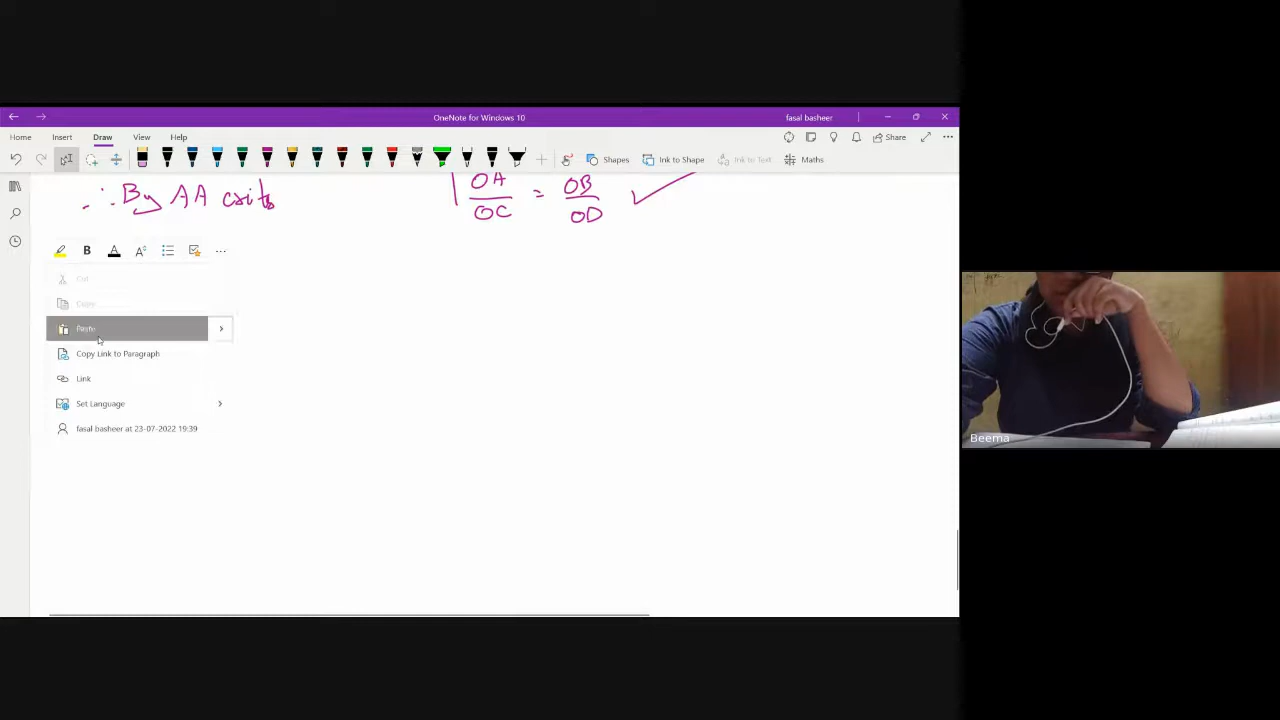 OneNote for Windows 10
fasal basheer
Home
Insert
Draw
View
Help
Share
Shapes
Ink to Shape
Ink to Text
Maths
∴ By AA
OA/OC = OB/OD ✓
B
A
A
Cut
Copy
Paste
Copy Link to Paragraph
Link
Set Language
fasal basheer at 23-07-2022 19:39
Beema